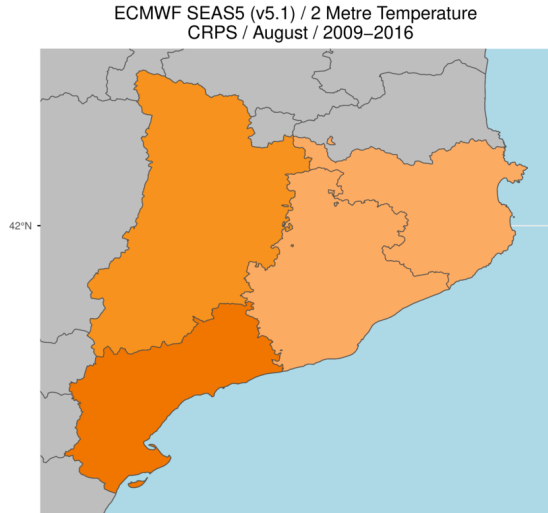 ECMWF SEAS5 (v5.1) / 2 Metre Temperature
CRPS / August / 2009−2016
42°N